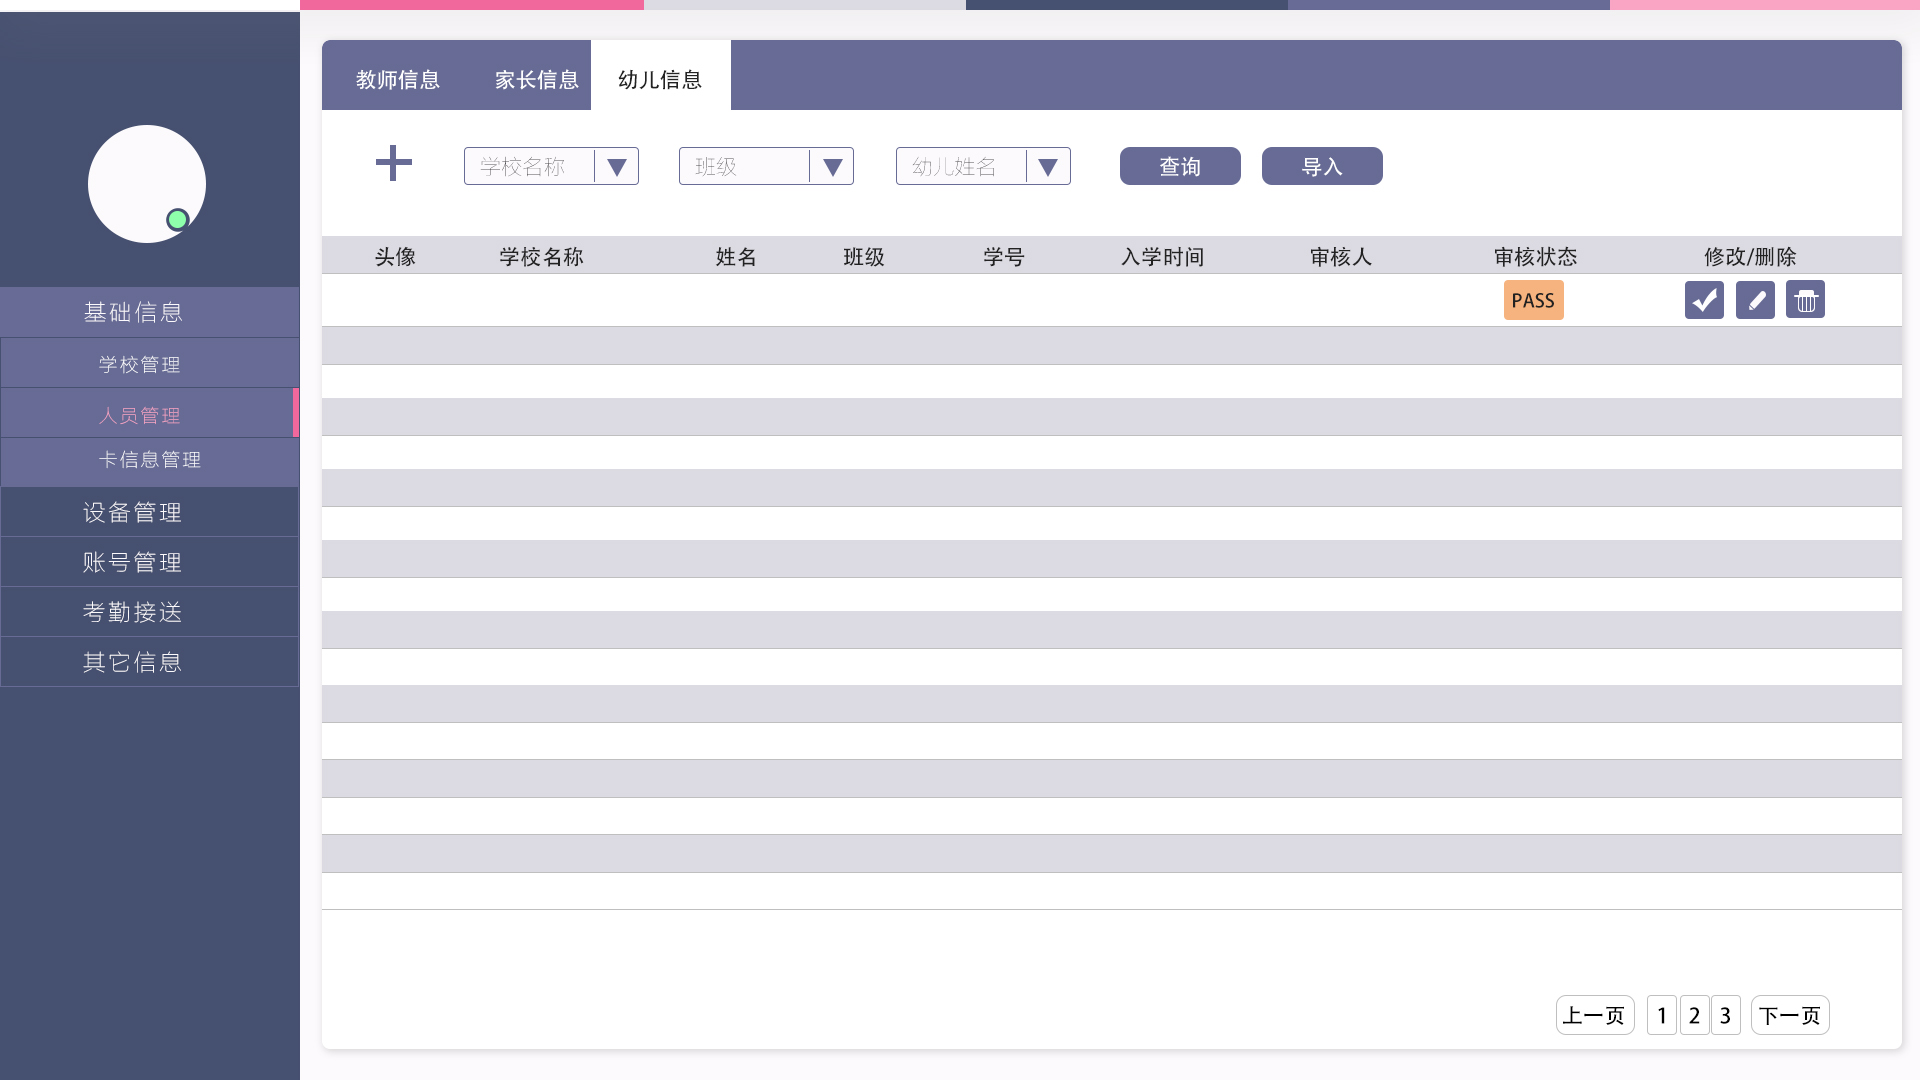 教师信息 家长信息 幼儿信息
学校名称 班级 幼儿姓名 查询 导入
头像 学校名称 姓名 班级 学号 入学时间 审核人 审核状态 修改/删除
PASS
基础信息
学校管理
人员管理
卡信息管理
设备管理
账号管理
考勤接送
其它信息
上一页 1 2 3 下一页